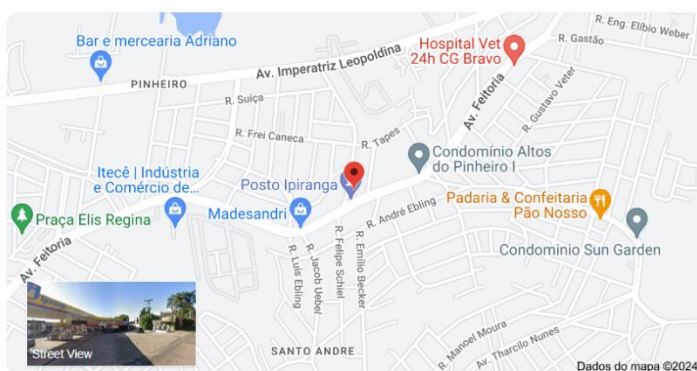 Bar e mercearia Adriano
Hospital Vet
24h CG Bravo
R. Eng. Elíbio Weber
R. Gastão
Av. Imperatriz Leopoldina
PINHEIRO
R. Suíça
Av. Feitoria
R. Gustavo Veter
R. Frei Caneca
R. Tapes
Condomínio Altos
do Pinheiro I
Itecê | Indústria
e Comércio de...
Posto Ipiranga
Padaria & Confeitaria
Pão Nosso
Madesandri
Praça Elis Regina
R. André Ebling
Condominio Sun Garden
Av. Feitoria
R. Luis Ebling
R. Jacob Uebel
R. Felipe Schiel
R. Emílio Becker
Street View
SANTO ANDRE
R. Manoel Moura
Av. Tharcilo Nunes
Dados do mapa ©2024